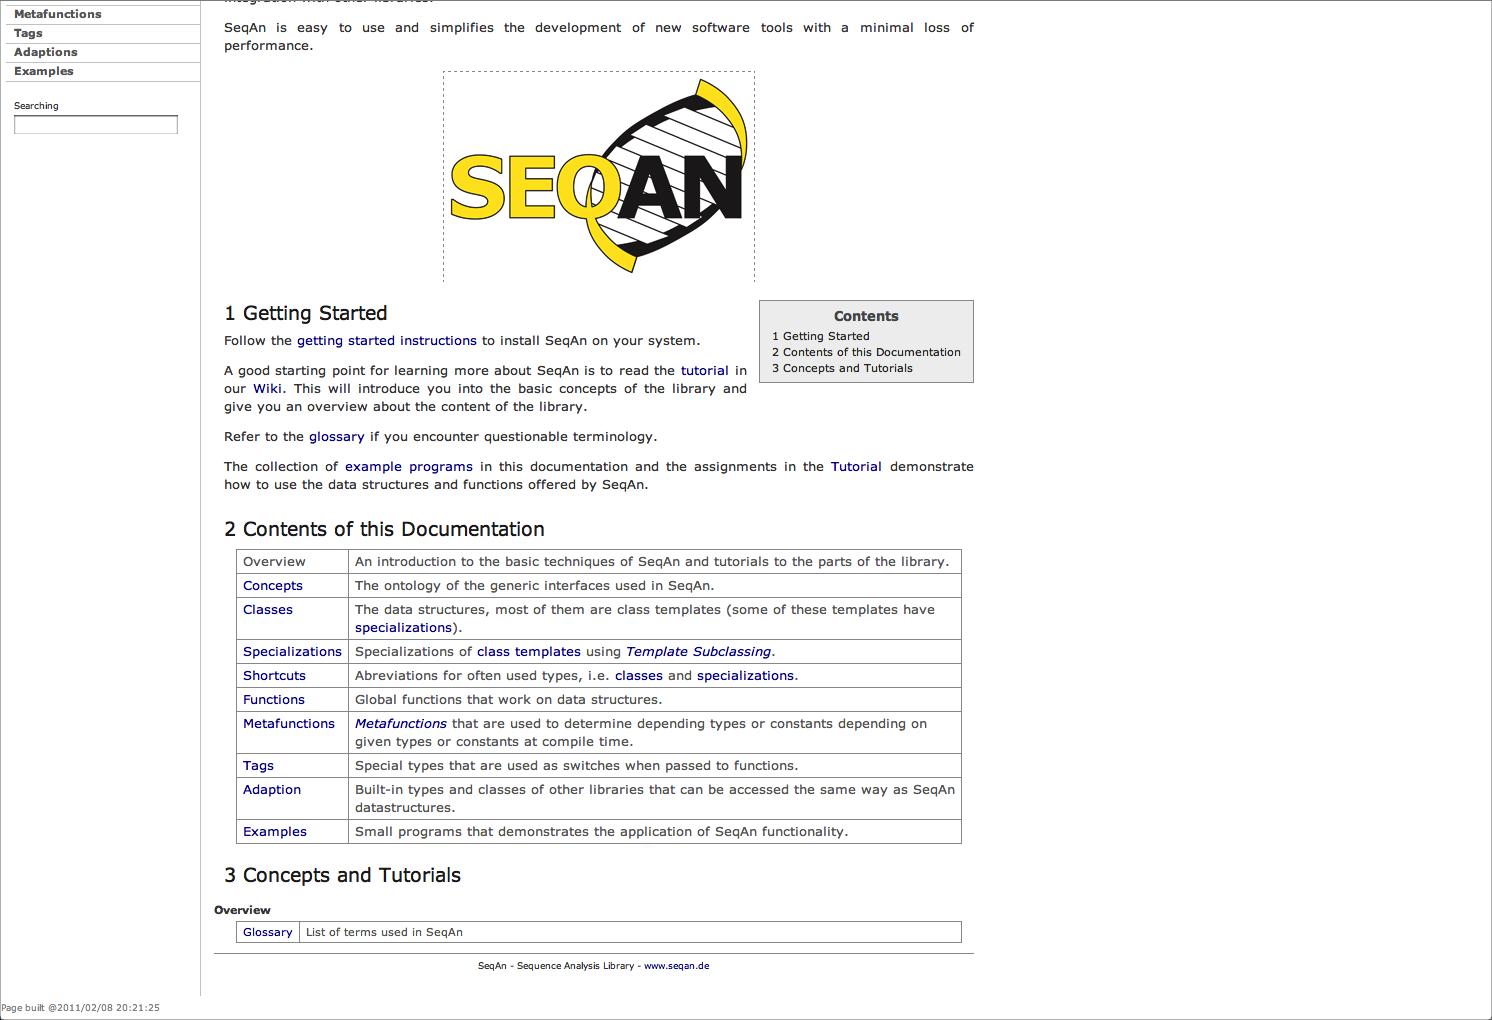 Metafunctions
Tags
Adaptions
Examples
Searching
integration with other libraries.
SeqAn is easy to use and simplifies the development of new software tools with a minimal loss of
performance.
SEQAN
1 Getting Started
Follow the getting started instructions to install SeqAn on your system.
A good starting point for learning more about SeqAn is to read the tutorial in
our Wiki. This will introduce you into the basic concepts of the library and
give you an overview about the content of the library.
Refer to the glossary if you encounter questionable terminology.
The collection of example programs in this documentation and the assignments in the Tutorial demonstrate
how to use the data structures and functions offered by SeqAn.
Contents
1 Getting Started
2 Contents of this Documentation
3 Concepts and Tutorials
2 Contents of this Documentation
Overview An introduction to the basic techniques of SeqAn and tutorials to the parts of the library.
Concepts The ontology of the generic interfaces used in SeqAn.
Classes The data structures, most of them are class templates (some of these templates have
specializations).
Specializations Specializations of class templates using Template Subclassing.
Shortcuts Abreviations for often used types, i.e. classes and specializations.
Functions Global functions that work on data structures.
Metafunctions Metafunctions that are used to determine depending types or constants depending on
given types or constants at compile time.
Tags Special types that are used as switches when passed to functions.
Adaption Built-in types and classes of other libraries that can be accessed the same way as SeqAn
datastructures.
Examples Small programs that demonstrates the application of SeqAn functionality.
3 Concepts and Tutorials
Overview
Glossary List of terms used in SeqAn
SeqAn - Sequence Analysis Library - www.seqan.de
Page built @2011/02/08 20:21:25